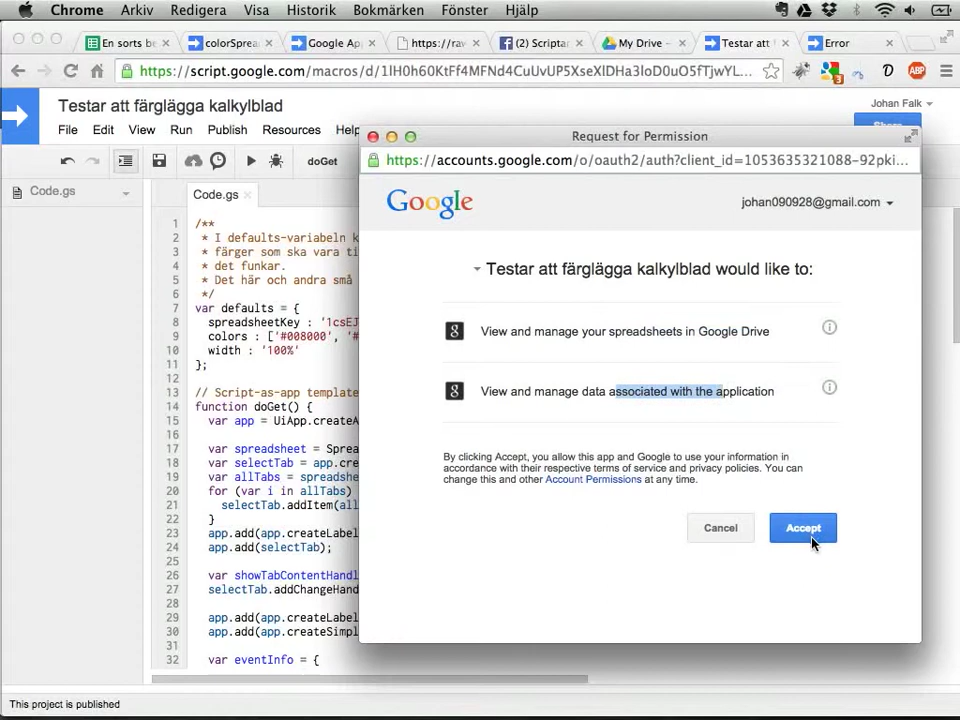 Chrome Arkiv Redigera Visa Historik Bokmärken Fönster Hjälp
En sorts be colorSprea Google Ap https://rav (2) Scriptar My Drive - Testar att Error
https://script.google.com/macros/d/1lH0h60KtFf4MFNd4CuUvUP5XseXlDHa3loD0uO5fTjwYL...
Testar att färglägga kalkylblad
Johan Falk
File Edit View Run Publish Resources Help
doGet
Code.gs
Code.gs
1 /**
2 * I defaults-variabeln k
3 * färger som ska vara ti
4 * det funkar.
5 * Det här och andra små
6 */
7 var defaults = {
8 spreadsheetKey : '1csEJ
9 colors : ['#008000', '#
10 width : '100%'
11 };
12
13 // Script-as-app template
14 function doGet() {
15 var app = UiApp.createA
16
17 var spreadsheet = Sprea
18 var selectTab = app.cre
19 var allTabs = spreadshe
20 for (var i in allTabs)
21 selectTab.addItem(all
22 }
23 app.add(app.createLabel
24 app.add(selectTab);
25
26 var showTabContentHandl
27 selectTab.addChangeHand
28
29 app.add(app.createLabel
30 app.add(app.createSimpl
31
32 var eventInfo = {
Request for Permission
https://accounts.google.com/o/oauth2/auth?client_id=1053635321088-92pki...
Google
johan090928@gmail.com
Testar att färglägga kalkylblad would like to:
View and manage your spreadsheets in Google Drive
View and manage data associated with the application
By clicking Accept, you allow this app and Google to use your information in
accordance with their respective terms of service and privacy policies. You can
change this and other Account Permissions at any time.
Cancel Accept
This project is published